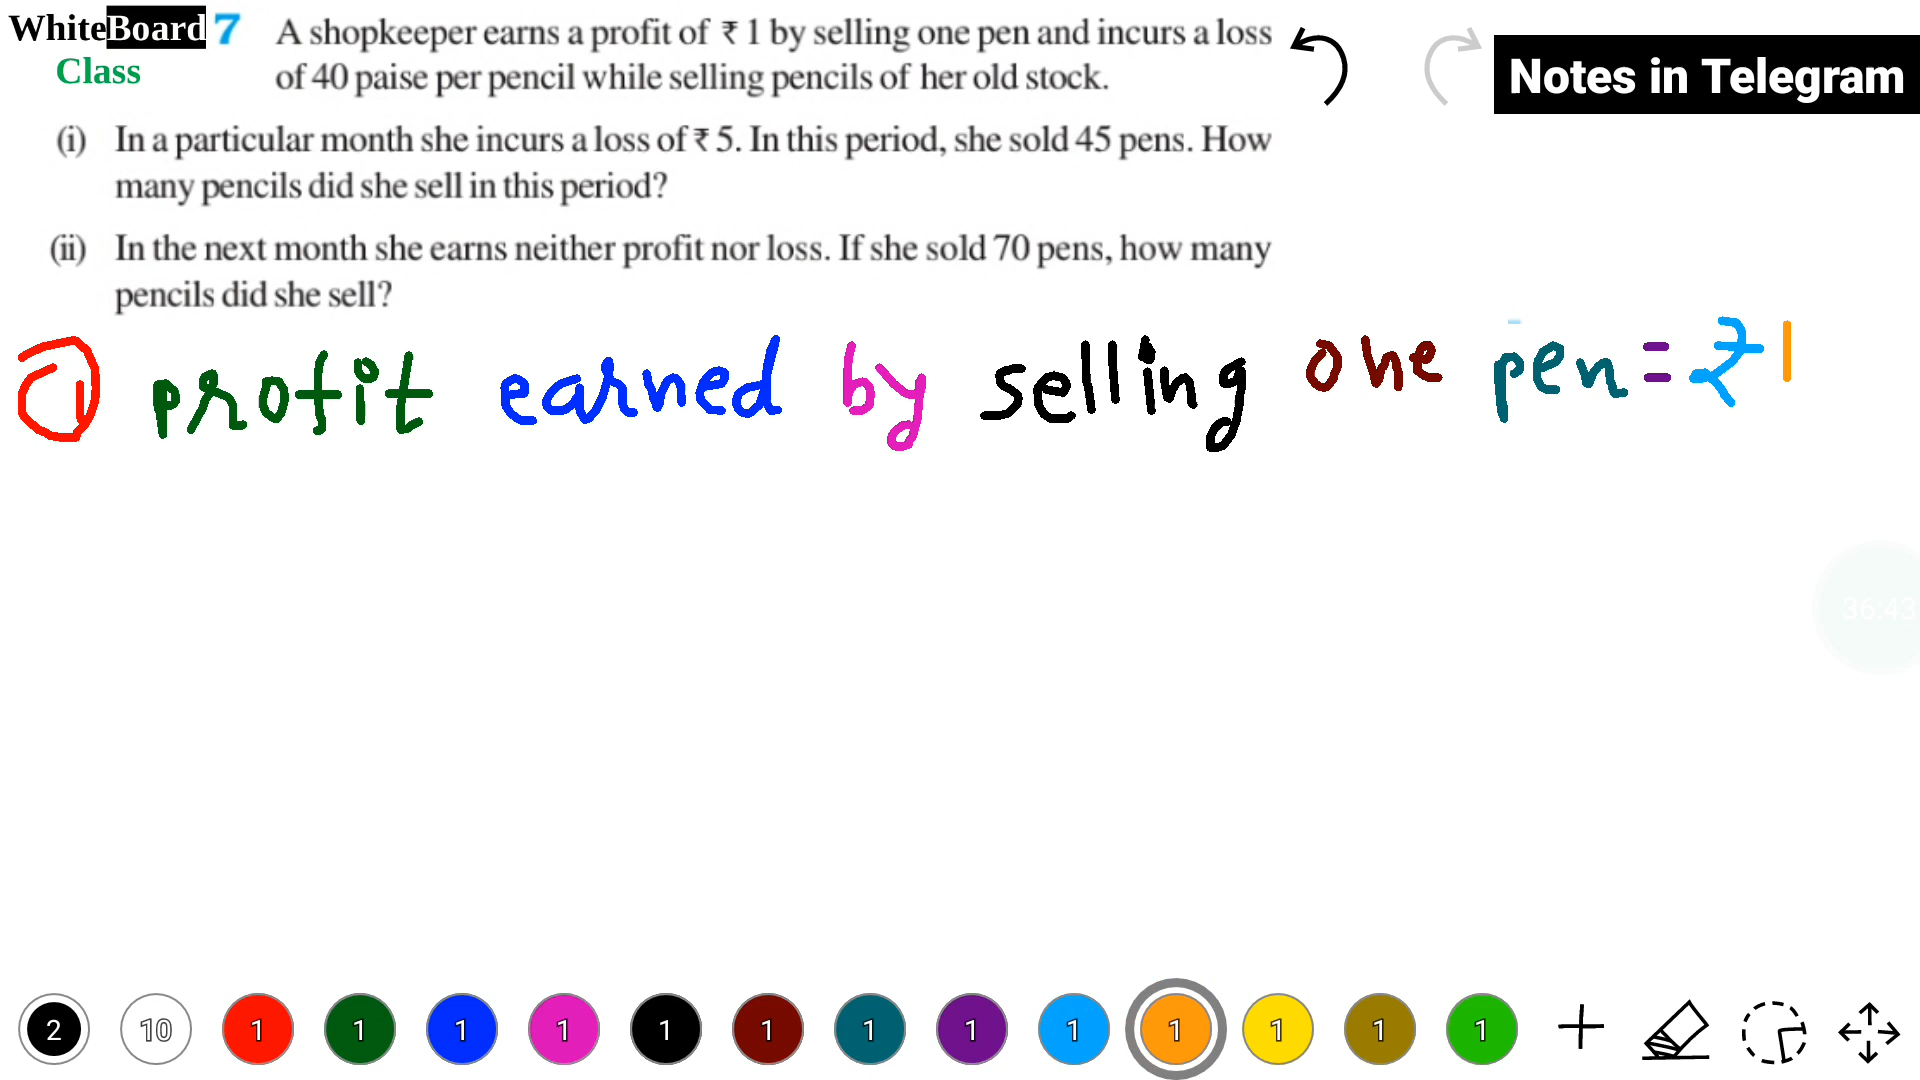 WhiteBoard 7 A shopkeeper earns a profit of ₹ 1 by selling one pen and incurs a loss
Class of 40 paise per pencil while selling pencils of her old stock.
Notes in Telegram
(i) In a particular month she incurs a loss of ₹ 5. In this period, she sold 45 pens. How
many pencils did she sell in this period?
(ii) In the next month she earns neither profit nor loss. If she sold 70 pens, how many
pencils did she sell?
profit earned by selling one pen = ₹ 1
36:43
2 10 1 1 1 1 1 1 1 1 1 1 1 1 1